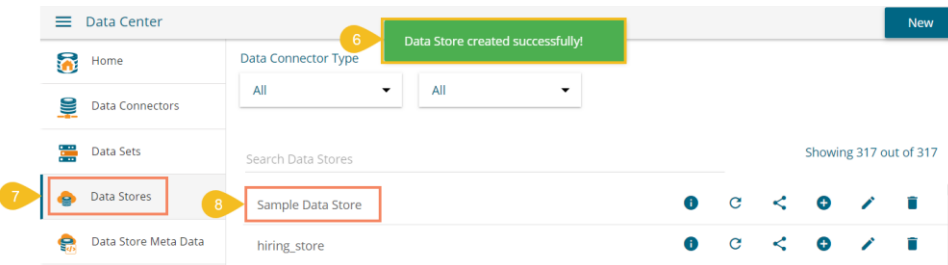 Data Center
6
Data Store created successfully!
New
Home
Data Connector Type
All
All
Data Connectors
Data Sets
Search Data Stores
Showing 317 out of 317
7
Data Stores
8
Sample Data Store
Data Store Meta Data
hiring_store